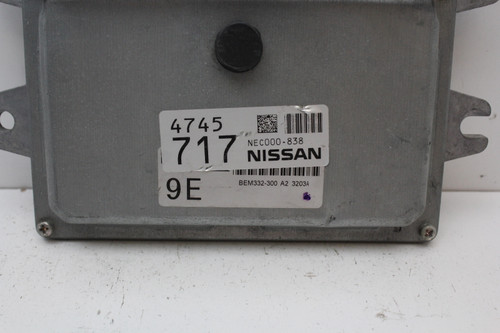 4745
717 NEC000-838
NISSAN
9E BEM332-300 A2 32034